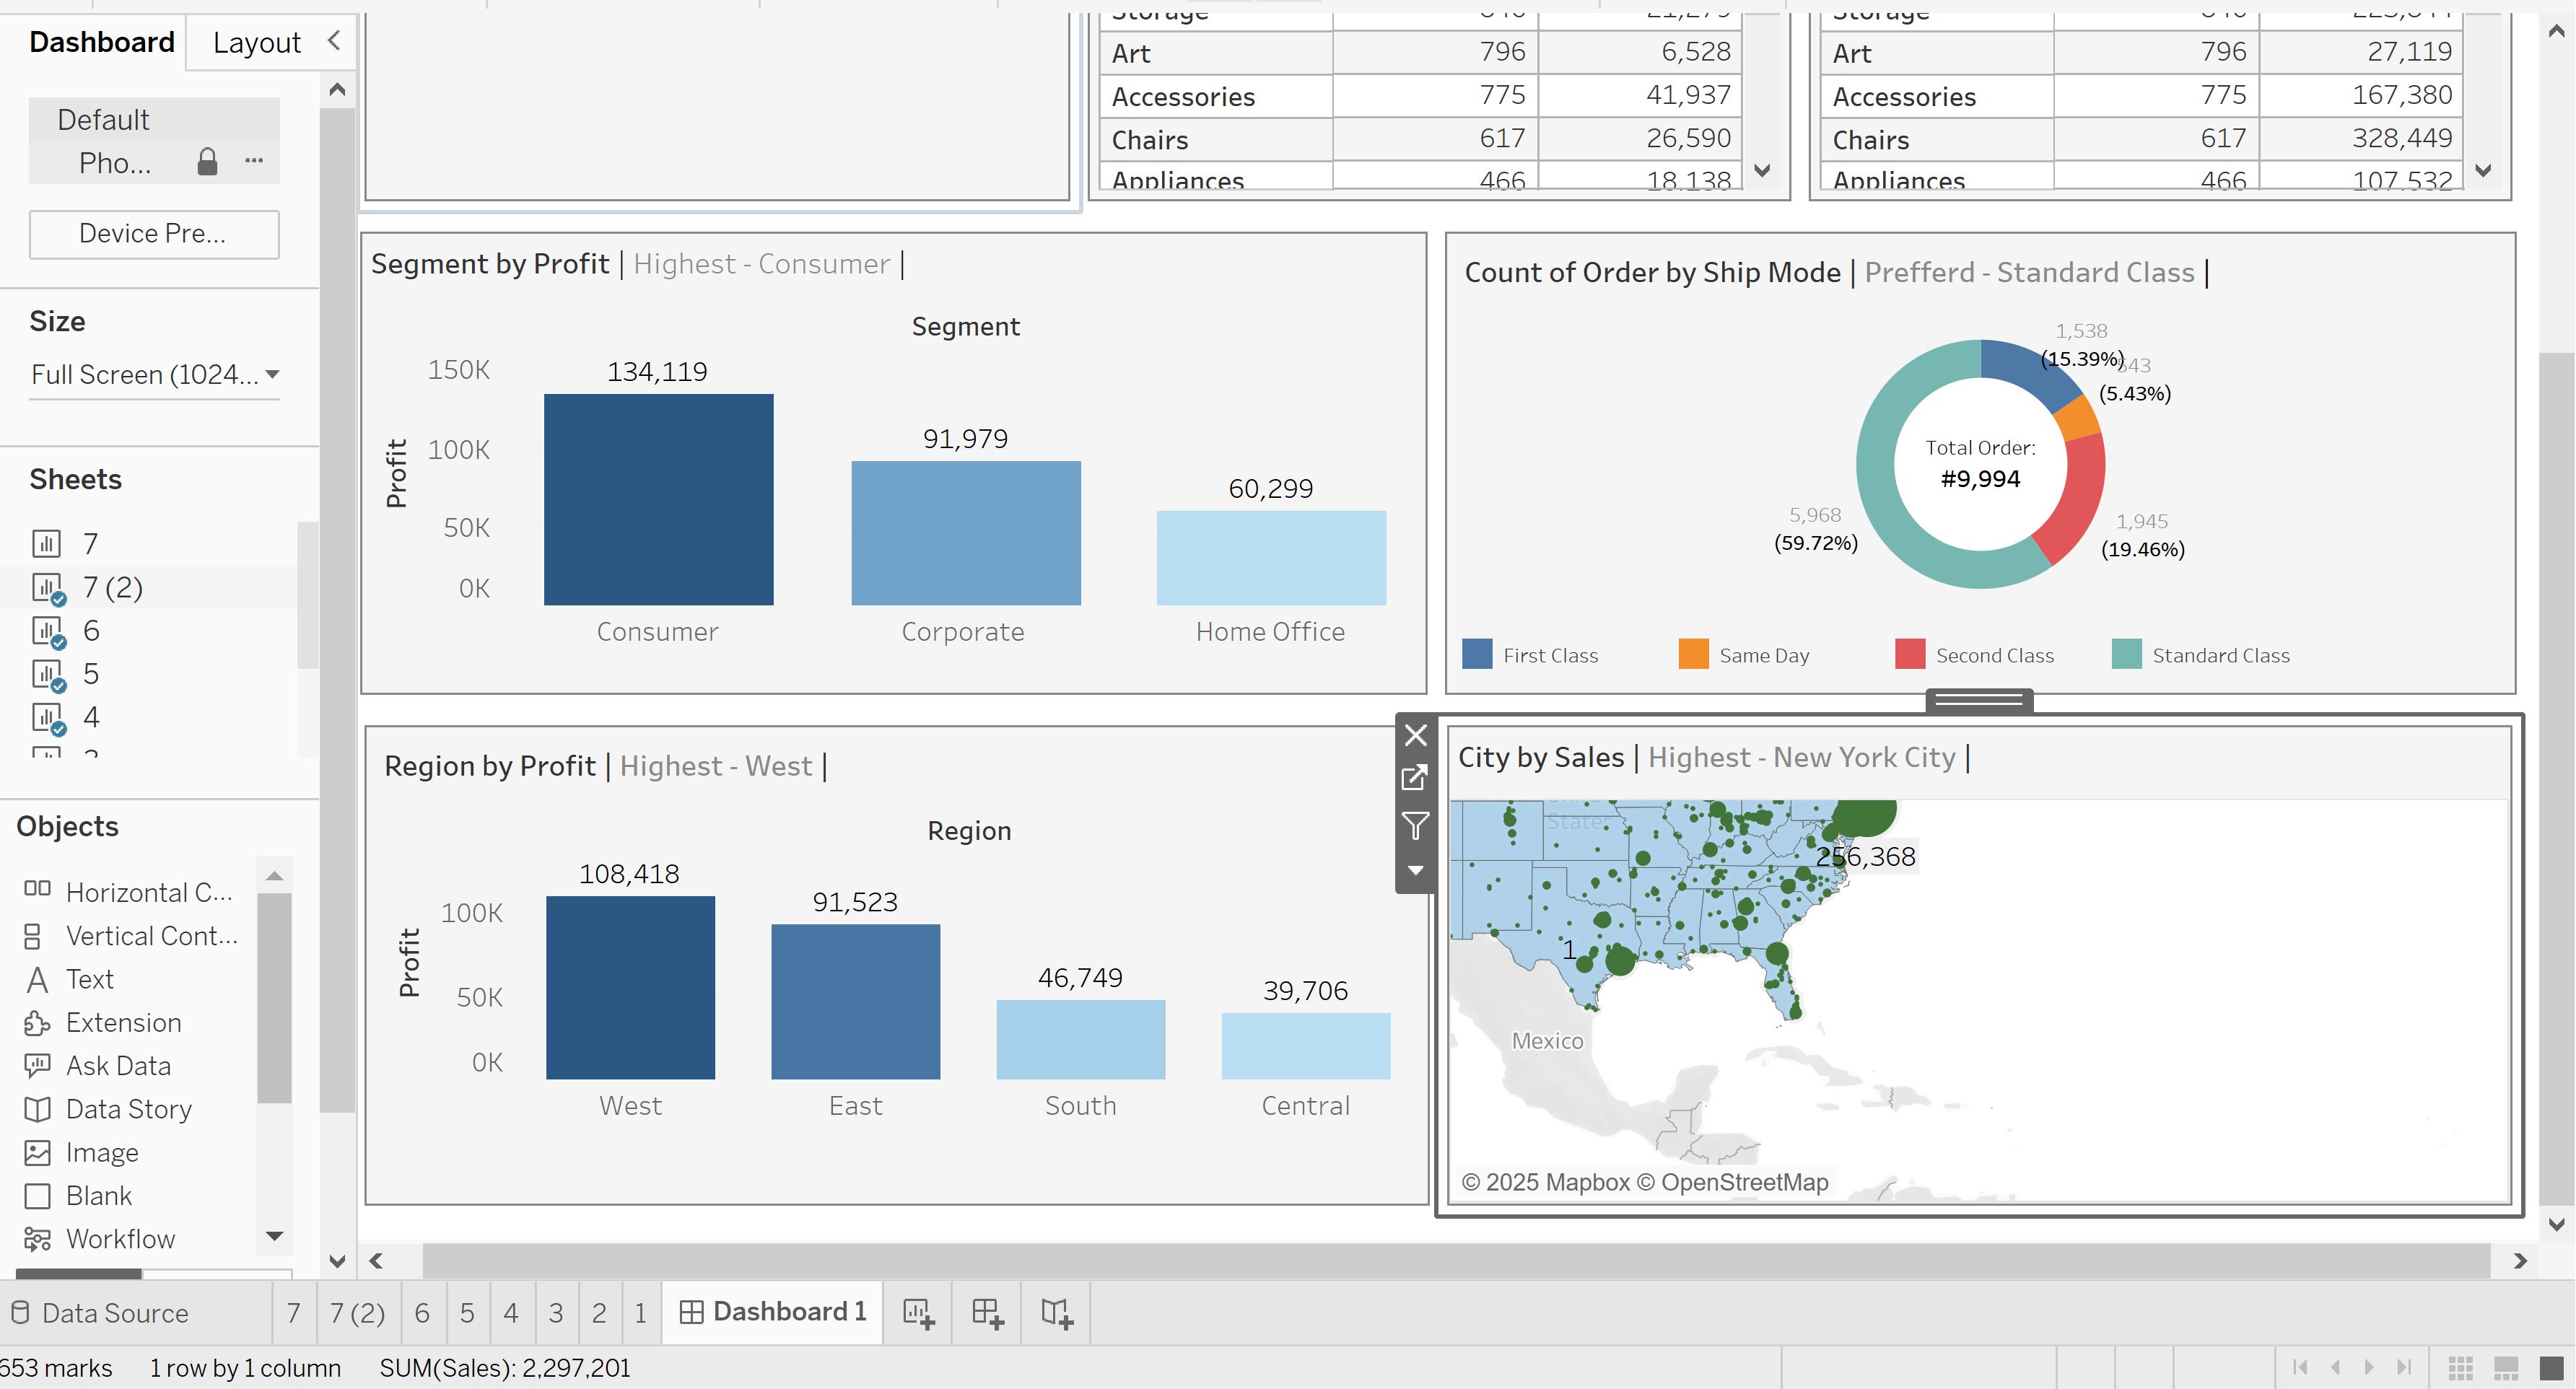 Dashboard
Layout
Default
Pho...
Device Pre...
Size
Full Screen (1024...
Sheets
7
7 (2)
6
5
4
Objects
Horizontal C...
Vertical Cont...
Text
Extension
Ask Data
Data Story
Image
Blank
Workflow
Storage
Art 796 6,528
Accessories 775 41,937
Chairs 617 26,590
Appliances 466 18,138
Storage
Art 796 27,119
Accessories 775 167,380
Chairs 617 328,449
Appliances 466 107,532
Segment by Profit | Highest - Consumer |
Segment
Profit
150K
100K
50K
0K
134,119
91,979
60,299
Consumer
Corporate
Home Office
Count of Order by Ship Mode | Prefferd - Standard Class |
1,538
(15.39%)
543
(5.43%)
Total Order:
#9,994
5,968
(59.72%)
1,945
(19.46%)
First Class
Same Day
Second Class
Standard Class
Region by Profit | Highest - West |
Region
Profit
100K
50K
0K
108,418
91,523
46,749
39,706
West
East
South
Central
City by Sales | Highest - New York City |
256,368
1
Mexico
© 2025 Mapbox © OpenStreetMap
Data Source
7
7 (2)
6
5
4
3
2
1
Dashboard 1
653 marks
1 row by 1 column
SUM(Sales): 2,297,201